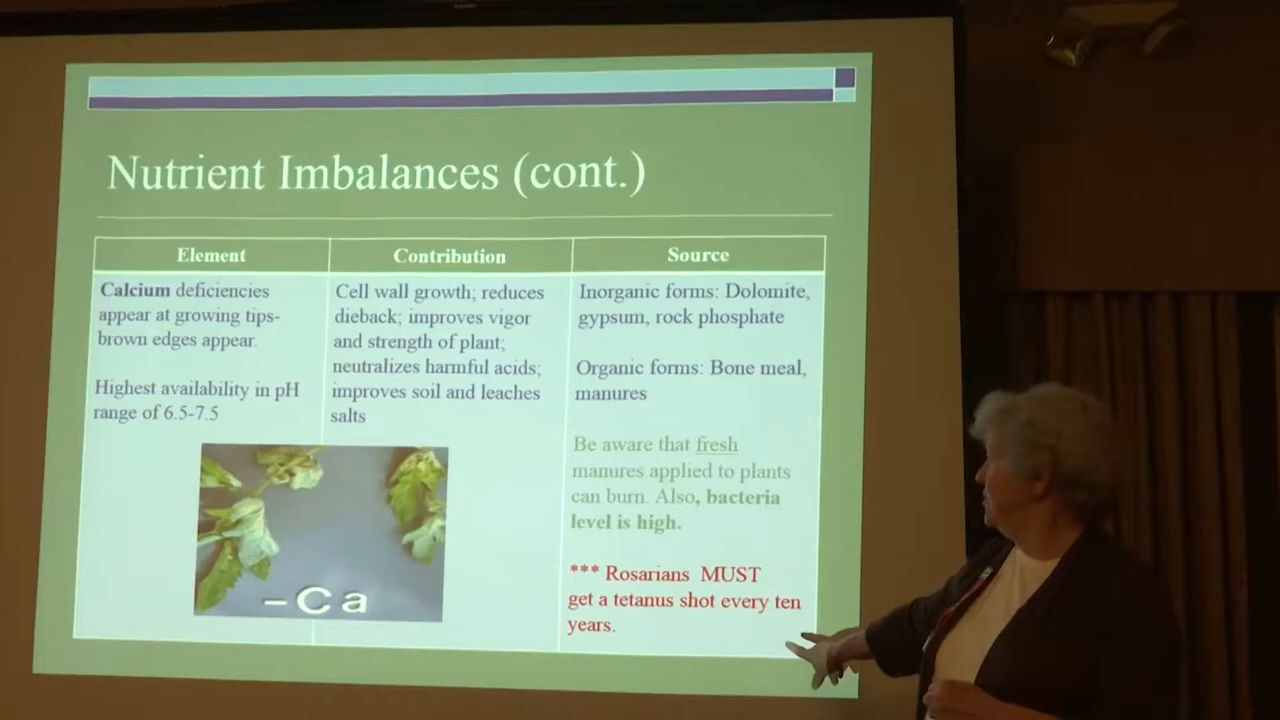 Nutrient Imbalances (cont.)
Element
Contribution
Source
Calcium deficiencies
appear at growing tips-
brown edges appear.
Highest availability in pH
range of 6.5-7.5
Cell wall growth; reduces
dieback; improves vigor
and strength of plant;
neutralizes harmful acids;
improves soil and leaches
salts
Inorganic forms: Dolomite,
gypsum, rock phosphate
Organic forms: Bone meal,
manures
Be aware that fresh
manures applied to plants
can burn. Also, bacteria
level is high.
*** Rosarians MUST
get a tetanus shot every ten
years.
–Ca